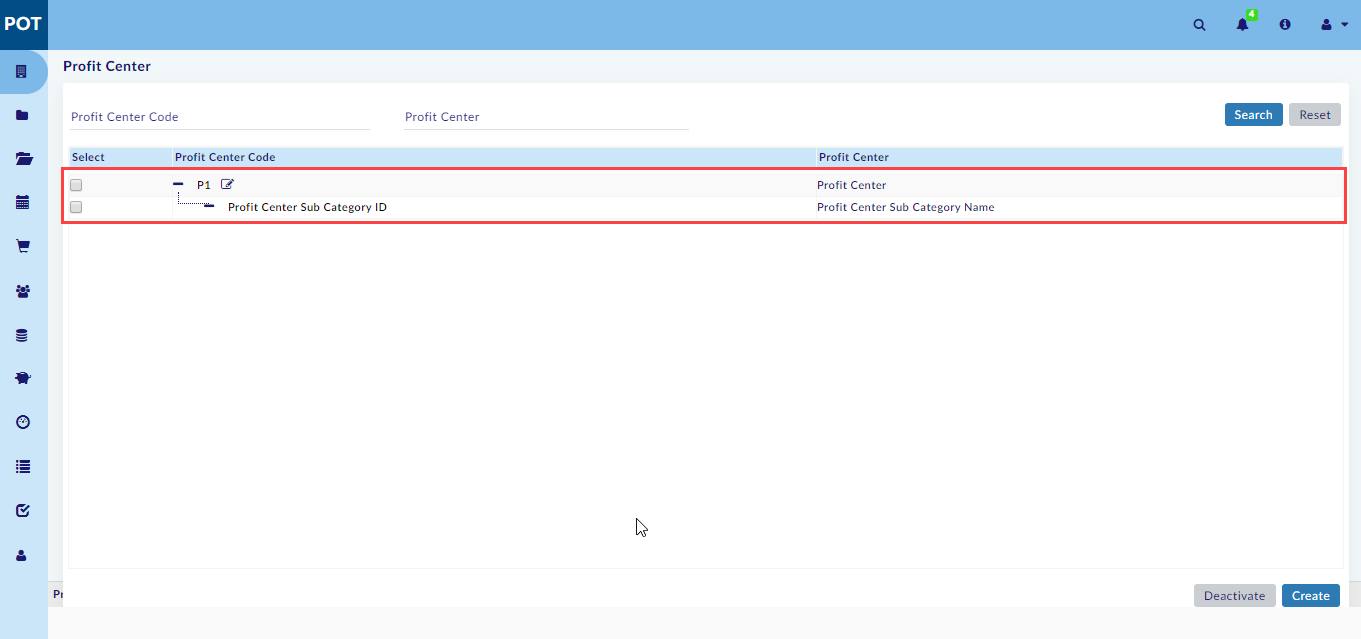 POT
4
Profit Center
Profit Center Code Profit Center Search Reset
Select Profit Center Code Profit Center
P1 Profit Center
Profit Center Sub Category ID Profit Center Sub Category Name
Deactivate Create